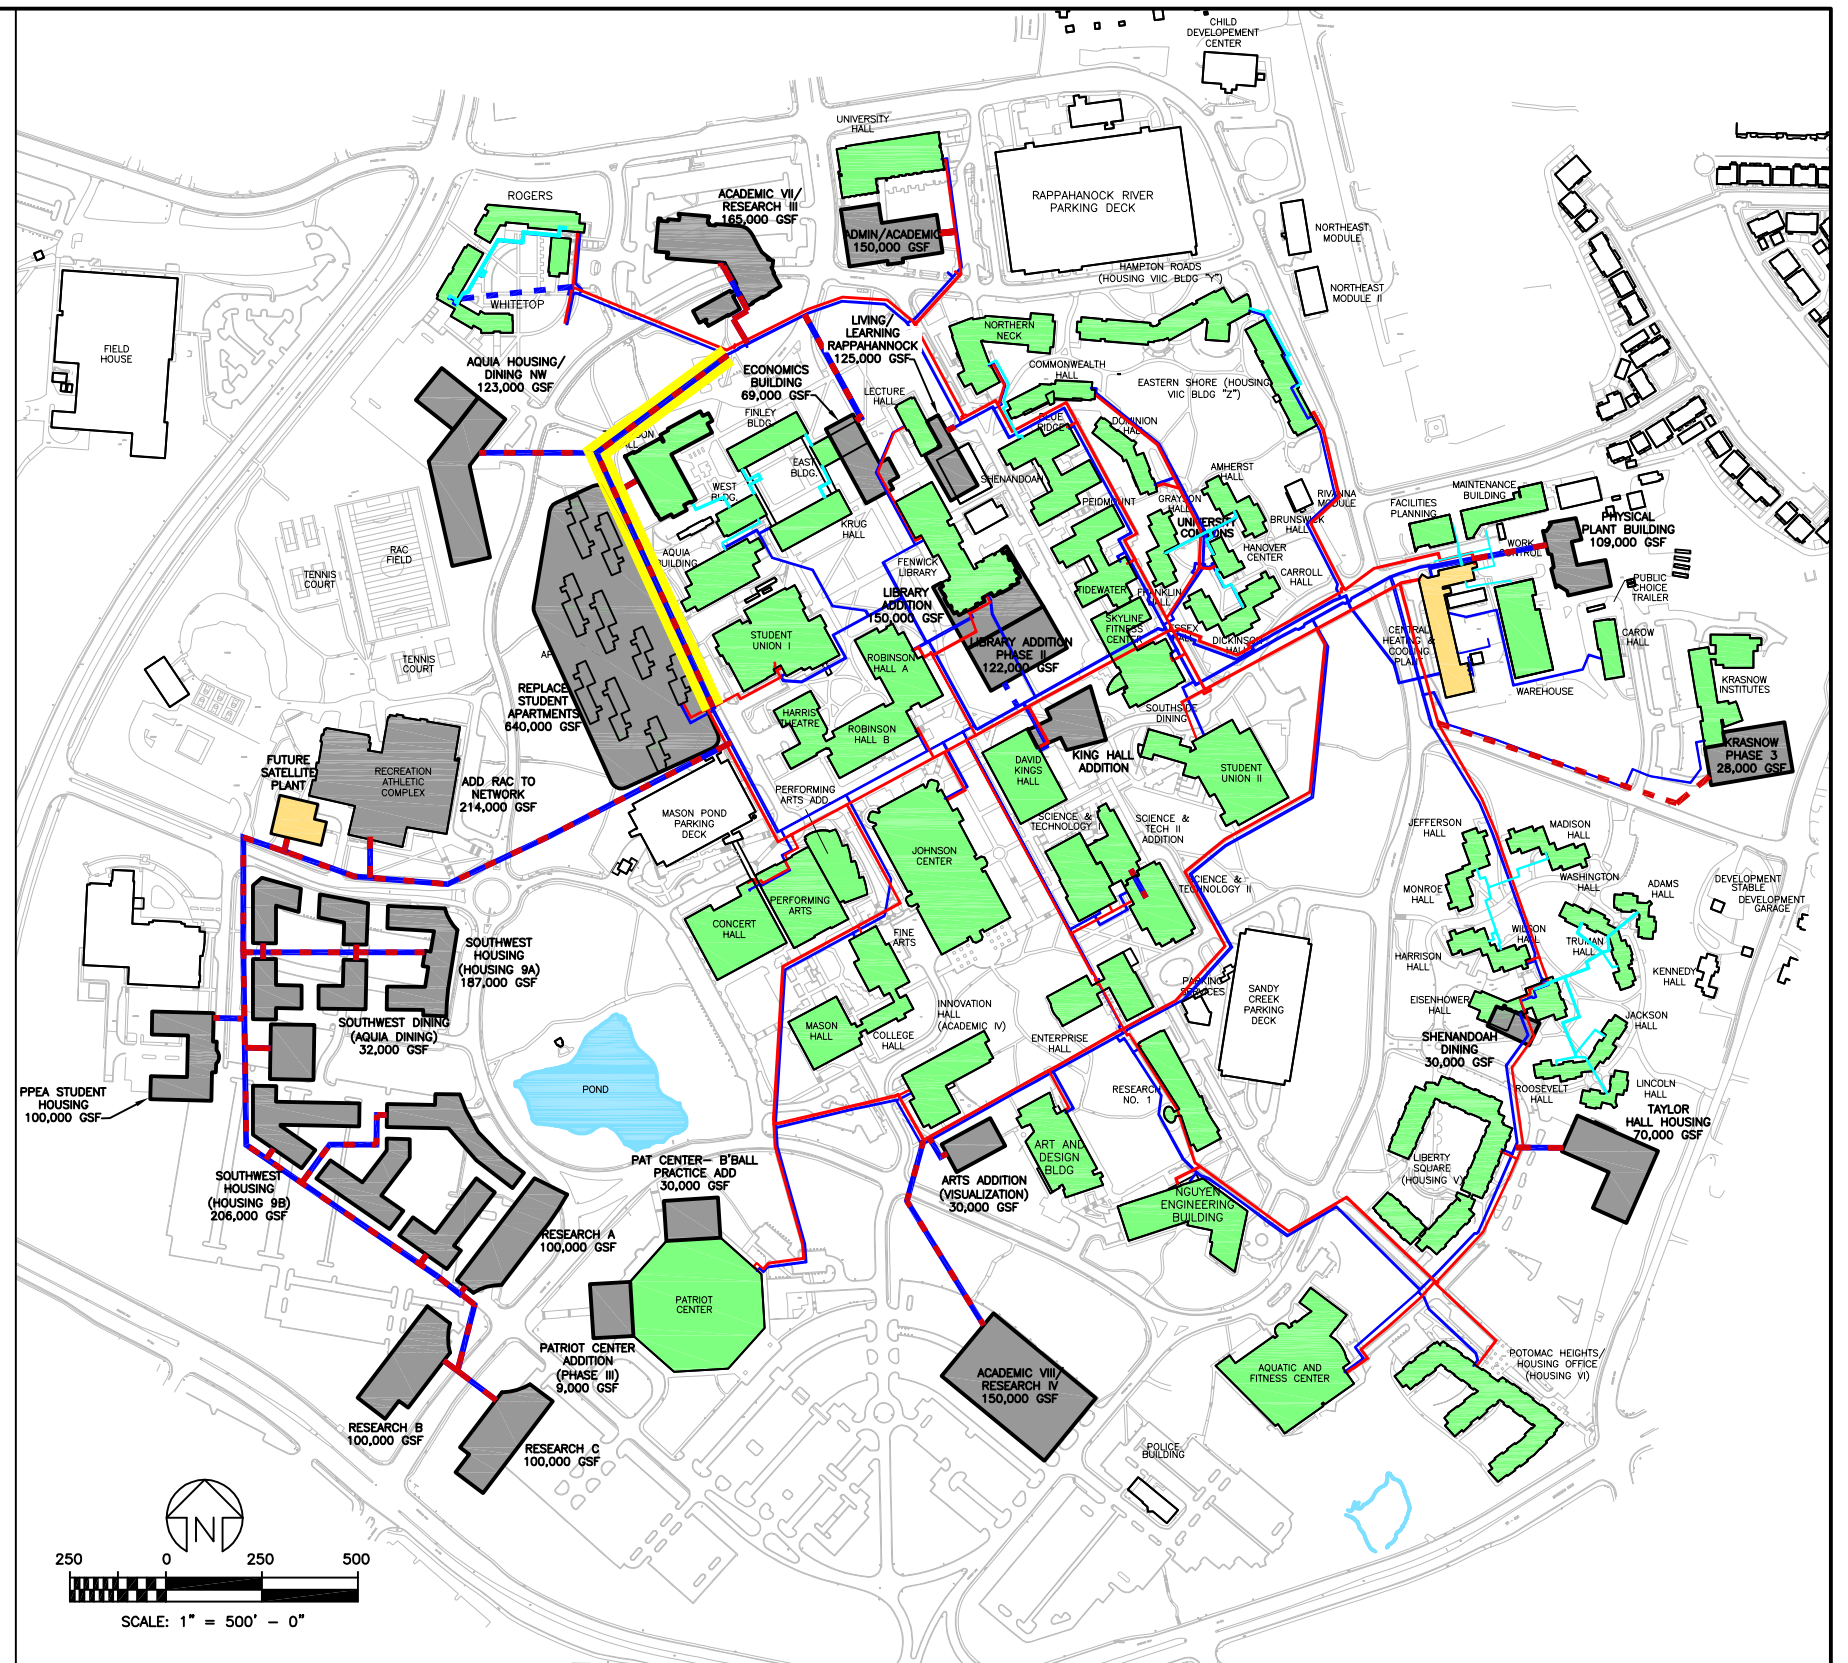 CHILD
DEVELOPEMENT
CENTER
UNIVERSITY
HALL
ROGERS
ACADEMIC VII/
RESEARCH III
165,000 GSF
ADMIN/ACADEMIC
150,000 GSF
RAPPAHANOCK RIVER
PARKING DECK
NORTHEAST
MODULE
HAMPTON ROADS
(HOUSING VIIC BLDG "Y")
NORTHEAST
MODULE II
WHITETOP
FIELD
HOUSE
LIVING/
LEARNING
RAPPAHANNOCK
125,000 GSF
NORTHERN
NECK
AQUIA HOUSING/
DINING NW
123,000 GSF
ECONOMICS
BUILDING
69,000 GSF
COMMONWEALTH
HALL
EASTERN SHORE (HOUSING
VIIC BLDG "Z")
LECTURE
HALL
FINLEY
BLDG.
BLUE
RIDGE
DOMINION
HALL
EAST
BLDG.
WEST
BLDG.
SHENANDOAH
AMHERST
HALL
PEIDMOUNT
GRAYSON
HALL
UNIVERSITY
COMMONS
BRUNSWICK
HALL
RIVANNA
MODULE
FACILITIES
PLANNING
MAINTENANCE
BUILDING
PHYSICAL
PLANT BUILDING
109,000 GSF
WORK
CONTROL
KRUG
HALL
RAC
FIELD
AQUIA
BUILDING
TENNIS
COURT
FENWICK
LIBRARY
HANOVER
CENTER
CARROLL
HALL
LIBRARY
ADDITION
150,000 GSF
TIDEWATER
FRANKLIN
HALL
PUBLIC
CHOICE
TRAILER
SKYLINE
FITNESS
CENTER
ESSEX
HALL
DICKINSON
HALL
STUDENT
UNION I
LIBRARY ADDITION
PHASE II
122,000 GSF
CENTRAL
HEATING &
COOLING
PLANT
CAROW
HALL
TENNIS
COURT
ROBINSON
HALL A
KRASNOW
INSTITUTES
WAREHOUSE
REPLACE
STUDENT
APARTMENTS
640,000 GSF
HARRIS
THEATRE
ROBINSON
HALL B
SOUTHSIDE
DINING
FUTURE
SATELLITE
PLANT
RECREATION
ATHLETIC
COMPLEX
ADD RAC TO
NETWORK
214,000 GSF
KING HALL
ADDITION
DAVID
KINGS
HALL
STUDENT
UNION II
KRASNOW
PHASE 3
28,000 GSF
PERFORMING
ARTS ADD
MASON POND
PARKING
DECK
SCIENCE &
TECHNOLOGY I
SCIENCE &
TECH II
ADDITION
JEFFERSON
HALL
MADISON
HALL
JOHNSON
CENTER
SCIENCE &
TECHNOLOGY II
WASHINGTON
HALL
MONROE
HALL
ADAMS
HALL
DEVELOPMENT
STABLE
DEVELOPMENT
GARAGE
PERFORMING
ARTS
CONCERT
HALL
FINE
ARTS
WILSON
HALL
TRUMAN
HALL
SOUTHWEST
HOUSING
(HOUSING 9A)
187,000 GSF
HARRISON
HALL
KENNEDY
HALL
PARKING
SERVICES
SANDY
CREEK
PARKING
DECK
EISENHOWER
HALL
INNOVATION
HALL
(ACADEMIC IV)
SOUTHWEST DINING
(AQUIA DINING)
32,000 GSF
MASON
HALL
COLLEGE
HALL
ENTERPRISE
HALL
JACKSON
HALL
SHENANDOAH
DINING
30,000 GSF
PPEA STUDENT
HOUSING
100,000 GSF
POND
RESEARCH
NO. 1
ROOSEVELT
HALL
LINCOLN
HALL
TAYLOR
HALL HOUSING
70,000 GSF
ART AND
DESIGN
BLDG
PAT CENTER- B'BALL
PRACTICE ADD
30,000 GSF
SOUTHWEST
HOUSING
(HOUSING 9B)
206,000 GSF
ARTS ADDITION
(VISUALIZATION)
30,000 GSF
LIBERTY
SQUARE
(HOUSING V)
NGUYEN
ENGINEERING
BUILDING
RESEARCH A
100,000 GSF
PATRIOT
CENTER
PATRIOT CENTER
ADDITION
(PHASE III)
9,000 GSF
ACADEMIC VIII/
RESEARCH IV
150,000 GSF
AQUATIC AND
FITNESS CENTER
POTOMAC HEIGHTS/
HOUSING OFFICE
(HOUSING VI)
RESEARCH B
100,000 GSF
RESEARCH C
100,000 GSF
POLICE
BUILDING
N
250 0 250 500
SCALE: 1" = 500' - 0"